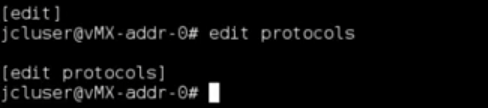 [edit]
jcluser@vMX-addr-0# edit protocols
[edit protocols]
jcluser@vMX-addr-0#